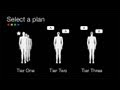 Select a plan
Tier One
Tier Two
Tier Three